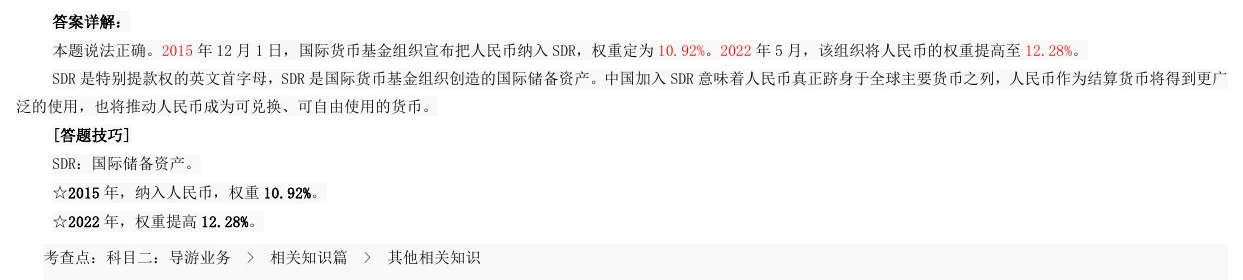 答案详解：
本题说法正确。2015 年 12 月 1 日，国际货币基金组织宣布把人民币纳入 SDR，权重定为 10.92%。2022 年 5 月，该组织将人民币的权重提高至 12.28%。
SDR 是特别提款权的英文首字母，SDR 是国际货币基金组织创造的国际储备资产。中国加入 SDR 意味着人民币真正跻身于全球主要货币之列，人民币作为结算货币将得到更广
泛的使用，也将推动人民币成为可兑换、可自由使用的货币。
[答题技巧]
SDR：国际储备资产。
☆2015 年，纳入人民币，权重 10.92%。
☆2022 年，权重提高 12.28%。
考查点：科目二：导游业务 > 相关知识篇 > 其他相关知识